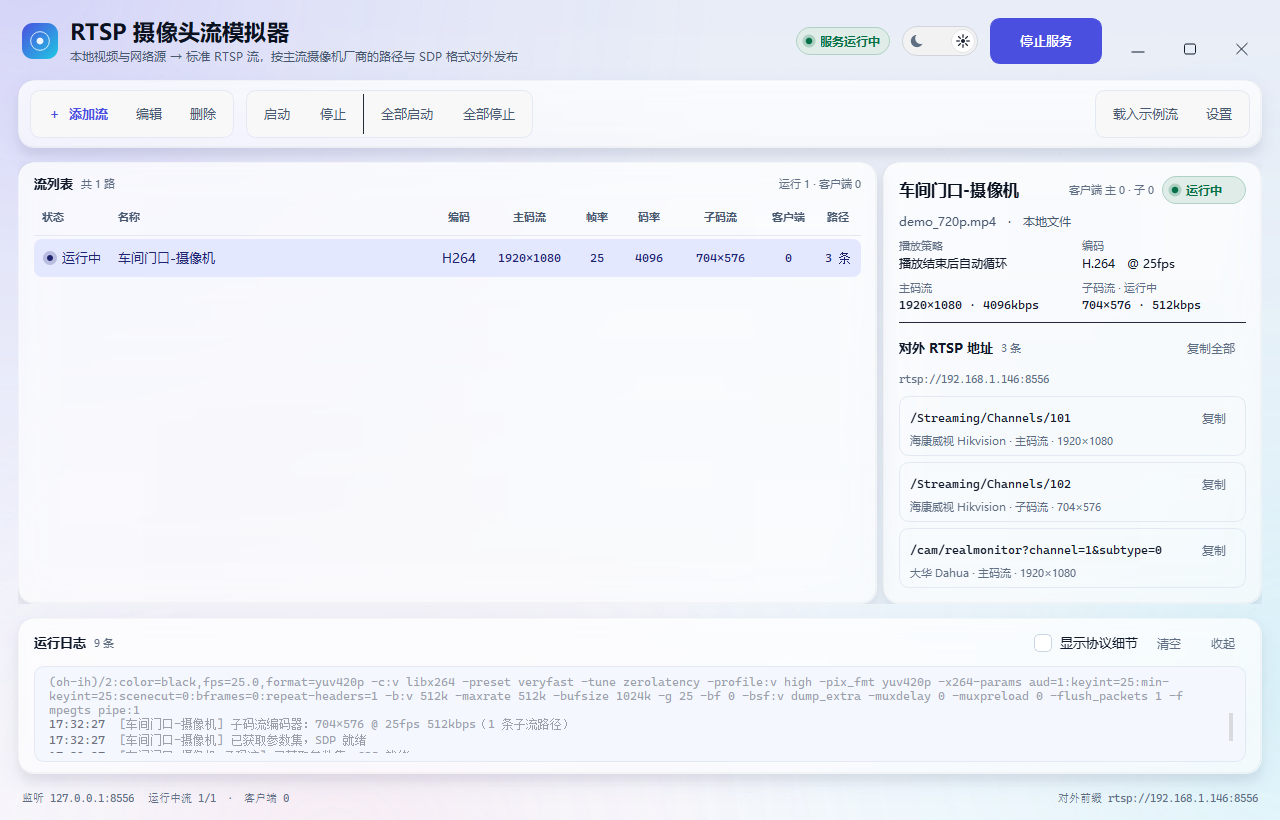 RTSP 摄像头流模拟器
本地视频与网络源 → 标准 RTSP 流，按主流摄像机厂商的路径与 SDP 格式对外发布
服务运行中
停止服务
+ 添加流 编辑 删除 启动 停止 全部启动 全部停止 载入示例流 设置
流列表 共 1 路 运行 1 · 客户端 0
状态 名称 编码 主码流 帧率 码率 子码流 客户端 路径
运行中 车间门口-摄像机 H264 1920×1080 25 4096 704×576 0 3 条
车间门口-摄像机 客户端 主 0 · 子 0 运行中
demo_720p.mp4 · 本地文件
播放策略 编码
播放结束后自动循环 H.264 @ 25fps
主码流 子码流 · 运行中
1920×1080 · 4096kbps 704×576 · 512kbps
对外 RTSP 地址 3 条 复制全部
rtsp://192.168.1.146:8556
/Streaming/Channels/101 复制
海康威视 Hikvision · 主码流 · 1920×1080
/Streaming/Channels/102 复制
海康威视 Hikvision · 子码流 · 704×576
/cam/realmonitor?channel=1&subtype=0 复制
大华 Dahua · 主码流 · 1920×1080
运行日志 9 条 显示协议细节 清空 收起
(oh-ih)/2:color=black,fps=25.0,format=yuv420p -c:v libx264 -preset veryfast -tune zerolatency -profile:v high -pix_fmt yuv420p -x264-params aud=1:keyint=25:min-
keyint=25:scenecut=0:bframes=0:repeat-headers=1 -b:v 512k -maxrate 512k -bufsize 1024k -g 25 -bf 0 -bsf:v dump_extra -muxdelay 0 -muxpreload 0 -flush_packets 1 -f
mpegts pipe:1
17:32:27 [车间门口-摄像机] 子码流编码器: 704×576 @ 25fps 512kbps（1 条子流路径）
17:32:27 [车间门口-摄像机] 已获取参数集，SDP 就绪
监听 127.0.0.1:8556 运行中流 1/1 · 客户端 0 对外前缀 rtsp://192.168.1.146:8556